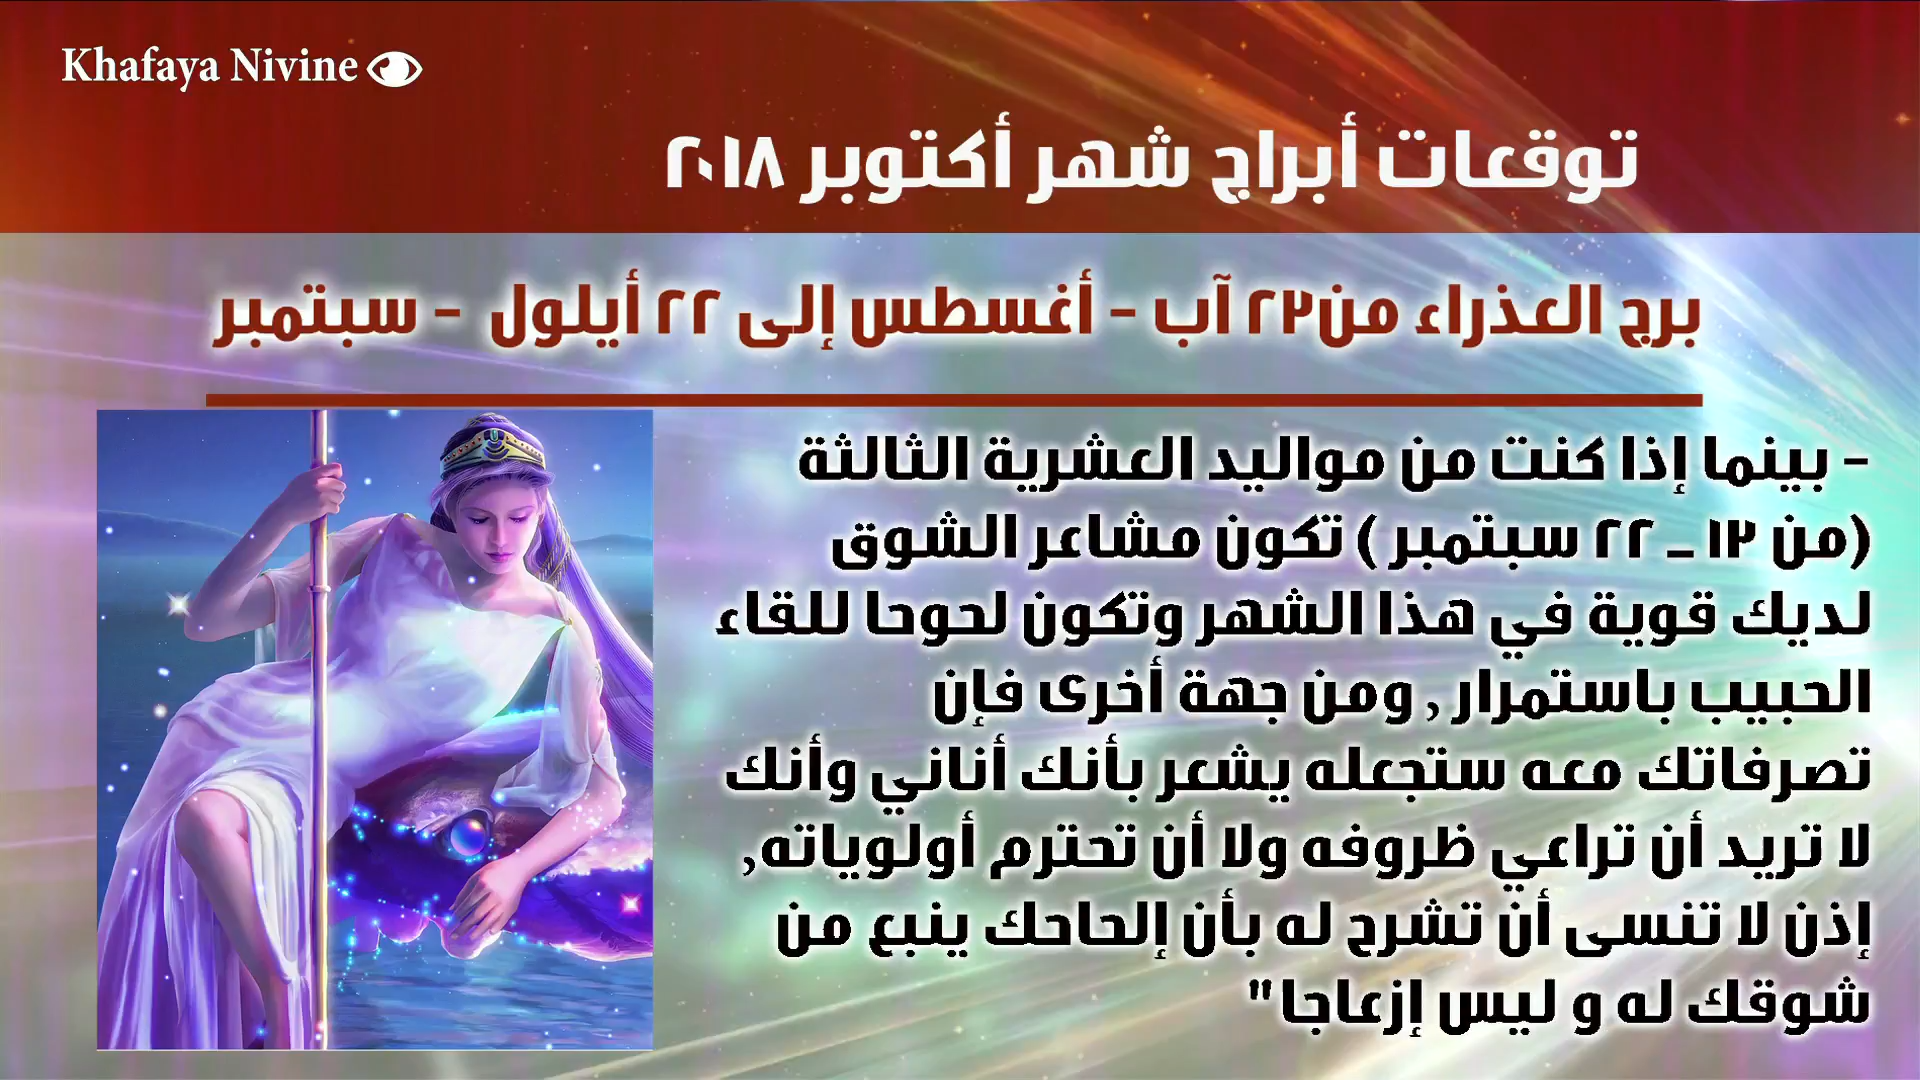 Khafaya Nivine
توقعات أبراج شهر أكتوبر ٢٠١٨
برج العذراء من٢٣ آب - أغسطس إلى ٢٢ أيلول - سبتمبر
- بينما إذا كنت من مواليد العشرية الثالثة
(من ١٣ _ ٢٢ سبتمبر ) تكون مشاعر الشوق
لديك قوية في هذا الشهر وتكون لحوحا للقاء
الحبيب باستمرار , ومن جهة أخرى فإن
تصرفاتك معه ستجعله يشعر بأنك أناني وأنك
لا تريد أن تراعي ظروفه ولا أن تحترم أولوياته,
إذن لا تنسى أن تشرح له بأن إلحاحك ينبع من
شوقك له و ليس إزعاجا"